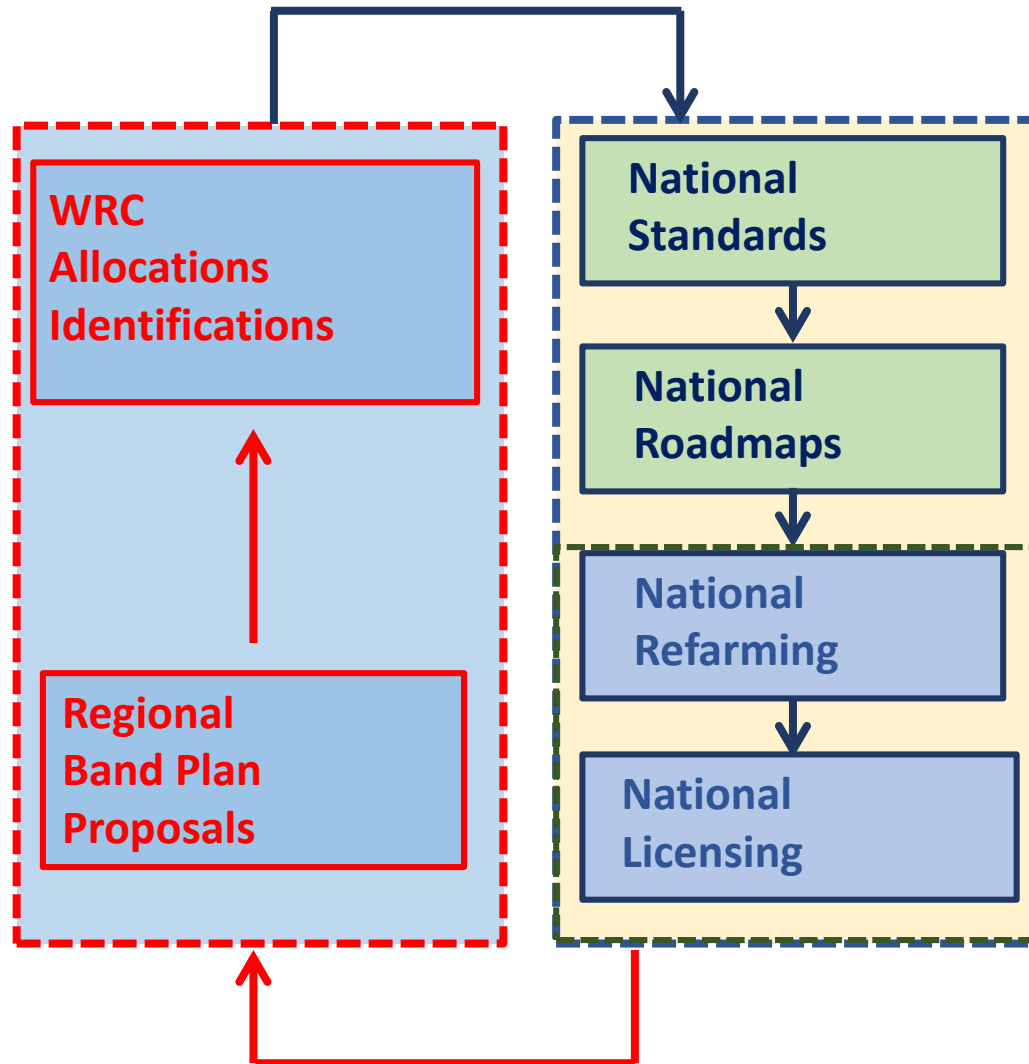 WRC
Allocations
Identifications
Regional
Band Plan
Proposals
National
Standards
National
Roadmaps
National
Refarming
National
Licensing